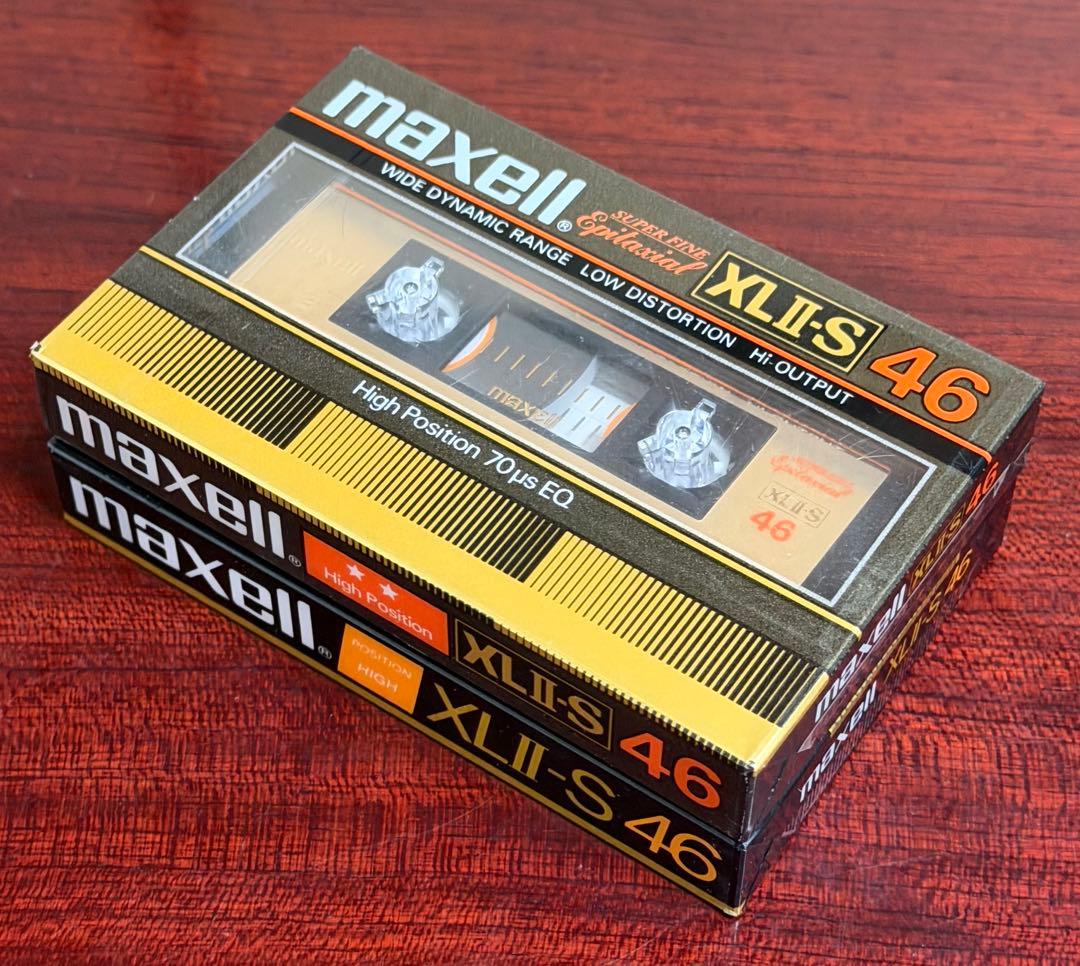 maxell®
SUPER FINE
Epitaxial
XLII-S
46
WIDE DYNAMIC RANGE LOW DISTORTION Hi-OUTPUT
maxell
maxell
Epitaxial
XLII-S
46
High Position 70μs EQ
maxell®
High Position
XLII-S
46
maxell®
POSITION
HIGH
XLII-S
46
maxell XLII-S 46
maxell XLII-S 46